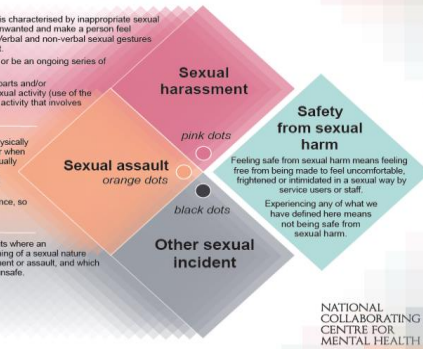 is characterised by inappropriate sexual
nwanted and make a person feel
Verbal and non-verbal sexual gestures
t.
or be an ongoing series of
parts and/or
xual activity (use of the
activity that involves
ysically
r when
ually
nce, so
ts where an
ning of a sexual nature
ment or assault, and which
unsafe.
Sexual
harassment
pink dots
Sexual assault
orange dots
black dots
Other sexual
incident
Safety
from sexual
harm
Feeling safe from sexual harm means feeling
free from being made to feel uncomfortable,
frightened or intimidated in a sexual way by
service users or staff.
Experiencing any of what we
have defined here means
not being safe from
sexual harm.
NATIONAL
COLLABORATING
CENTRE FOR
MENTAL HEALTH